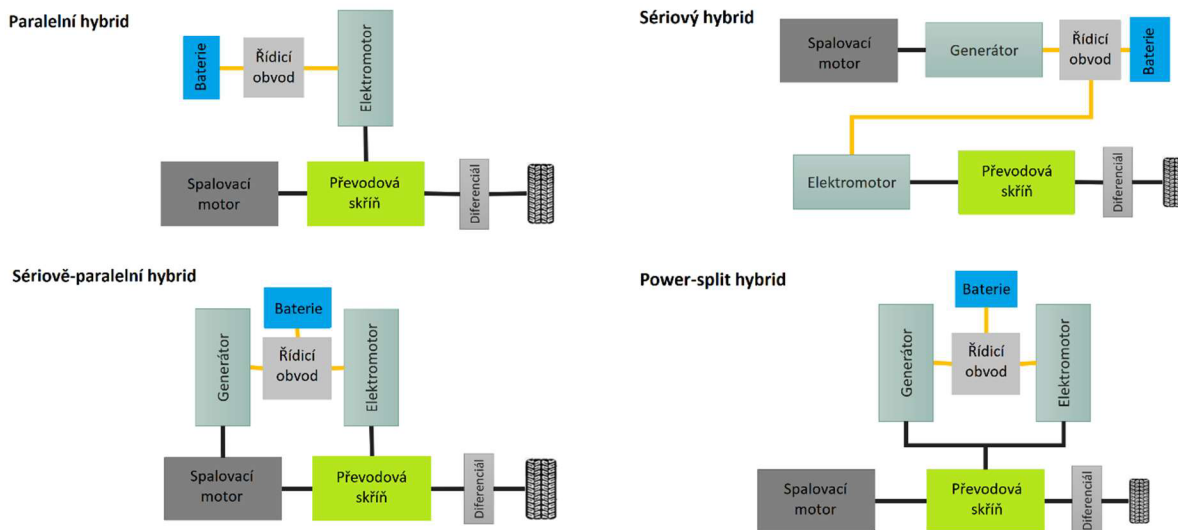 Paralelní hybrid
Baterie
Řídicí
obvod
Elektromotor
Spalovací
motor
Převodová
skříň
Diferenciál
Sériový hybrid
Spalovací
motor
Generátor
Řídicí
obvod
Baterie
Elektromotor
Převodová
skříň
Diferenciál
Sériově-paralelní hybrid
Generátor
Baterie
Řídicí
obvod
Elektromotor
Spalovací
motor
Převodová
skříň
Diferenciál
Power-split hybrid
Baterie
Generátor
Řídicí
obvod
Elektromotor
Spalovací
motor
Převodová
skříň
Diferenciál